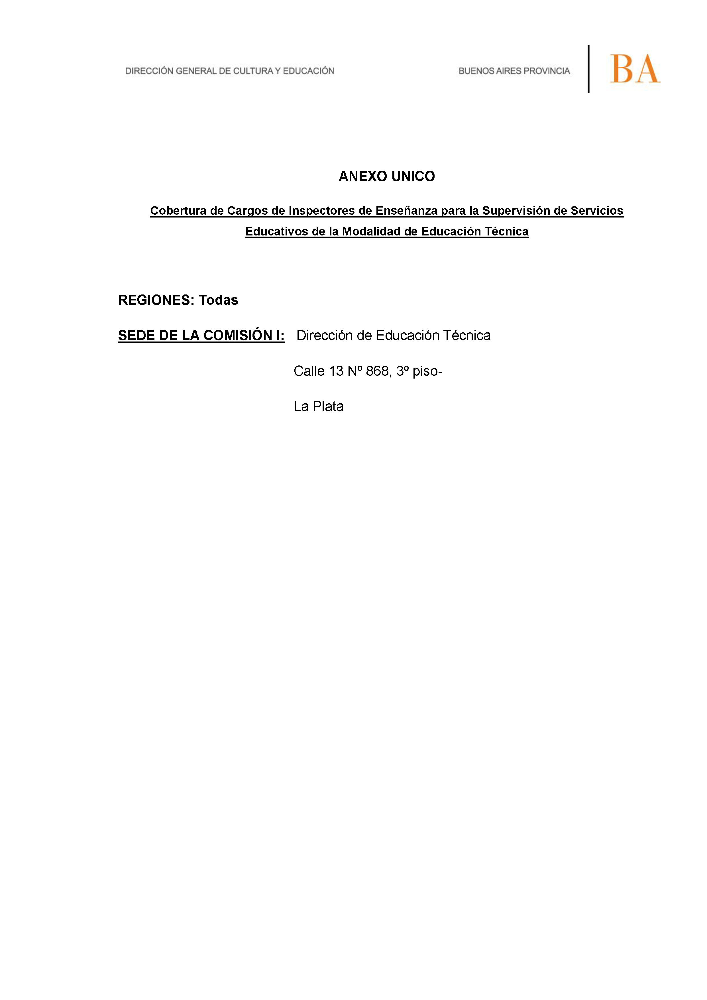 DIRECCIÓN GENERAL DE CULTURA Y EDUCACIÓN
BUENOS AIRES PROVINCIA
BA
ANEXO UNICO
Cobertura de Cargos de Inspectores de Enseñanza para la Supervisión de Servicios
Educativos de la Modalidad de Educación Técnica
REGIONES: Todas
SEDE DE LA COMISIÓN I: Dirección de Educación Técnica
Calle 13 Nº 868, 3º piso-
La Plata